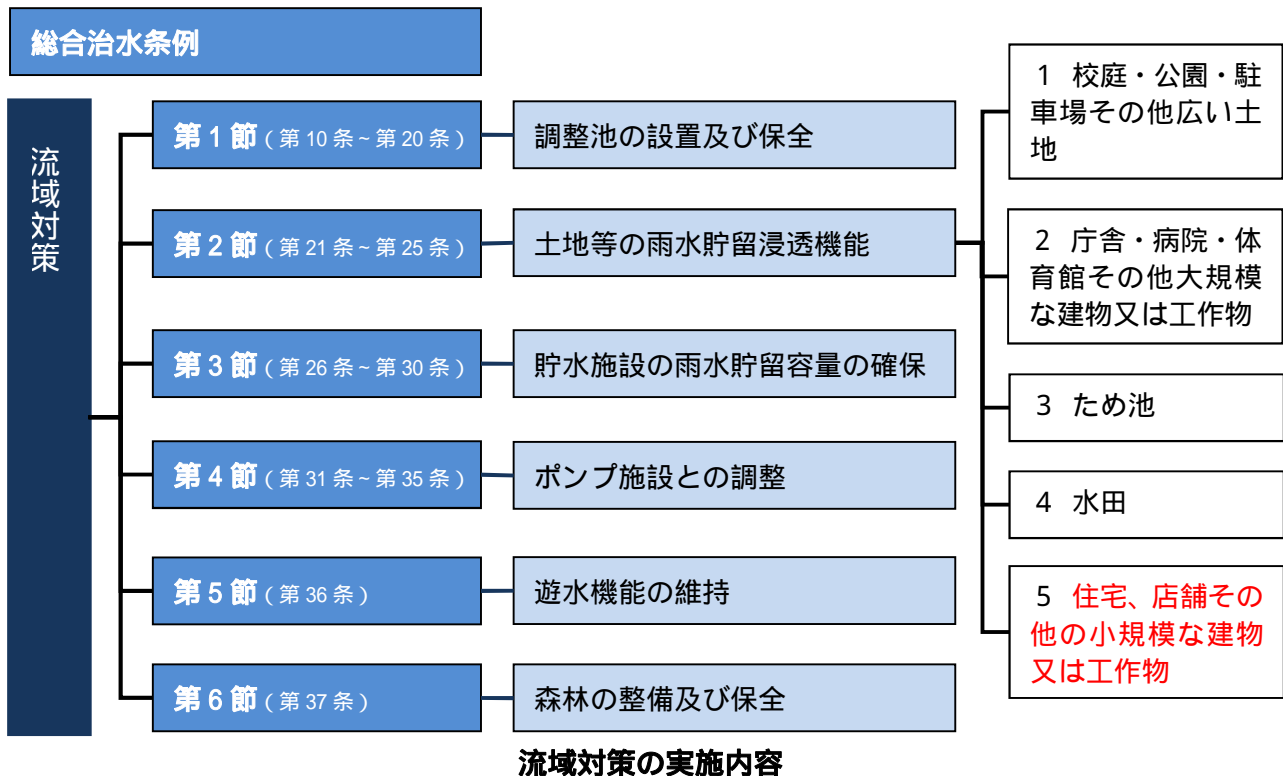 総合治水条例
流域対策
第1節（第10条~第20条）
調整池の設置及び保全
第2節（第21条~第25条）
土地等の雨水貯留浸透機能
第3節（第26条~第30条）
貯水施設の雨水貯留容量の確保
第4節（第31条~第35条）
ポンプ施設との調整
第5節（第36条）
遊水機能の維持
第6節（第37条）
森林の整備及び保全
1 校庭・公園・駐
車場その他広い土
地
2 庁舎・病院・体
育館その他大規模
な建物又は工作物
3 ため池
4 水田
5 住宅、店舗その
他の小規模な建物
又は工作物
流域対策の実施内容